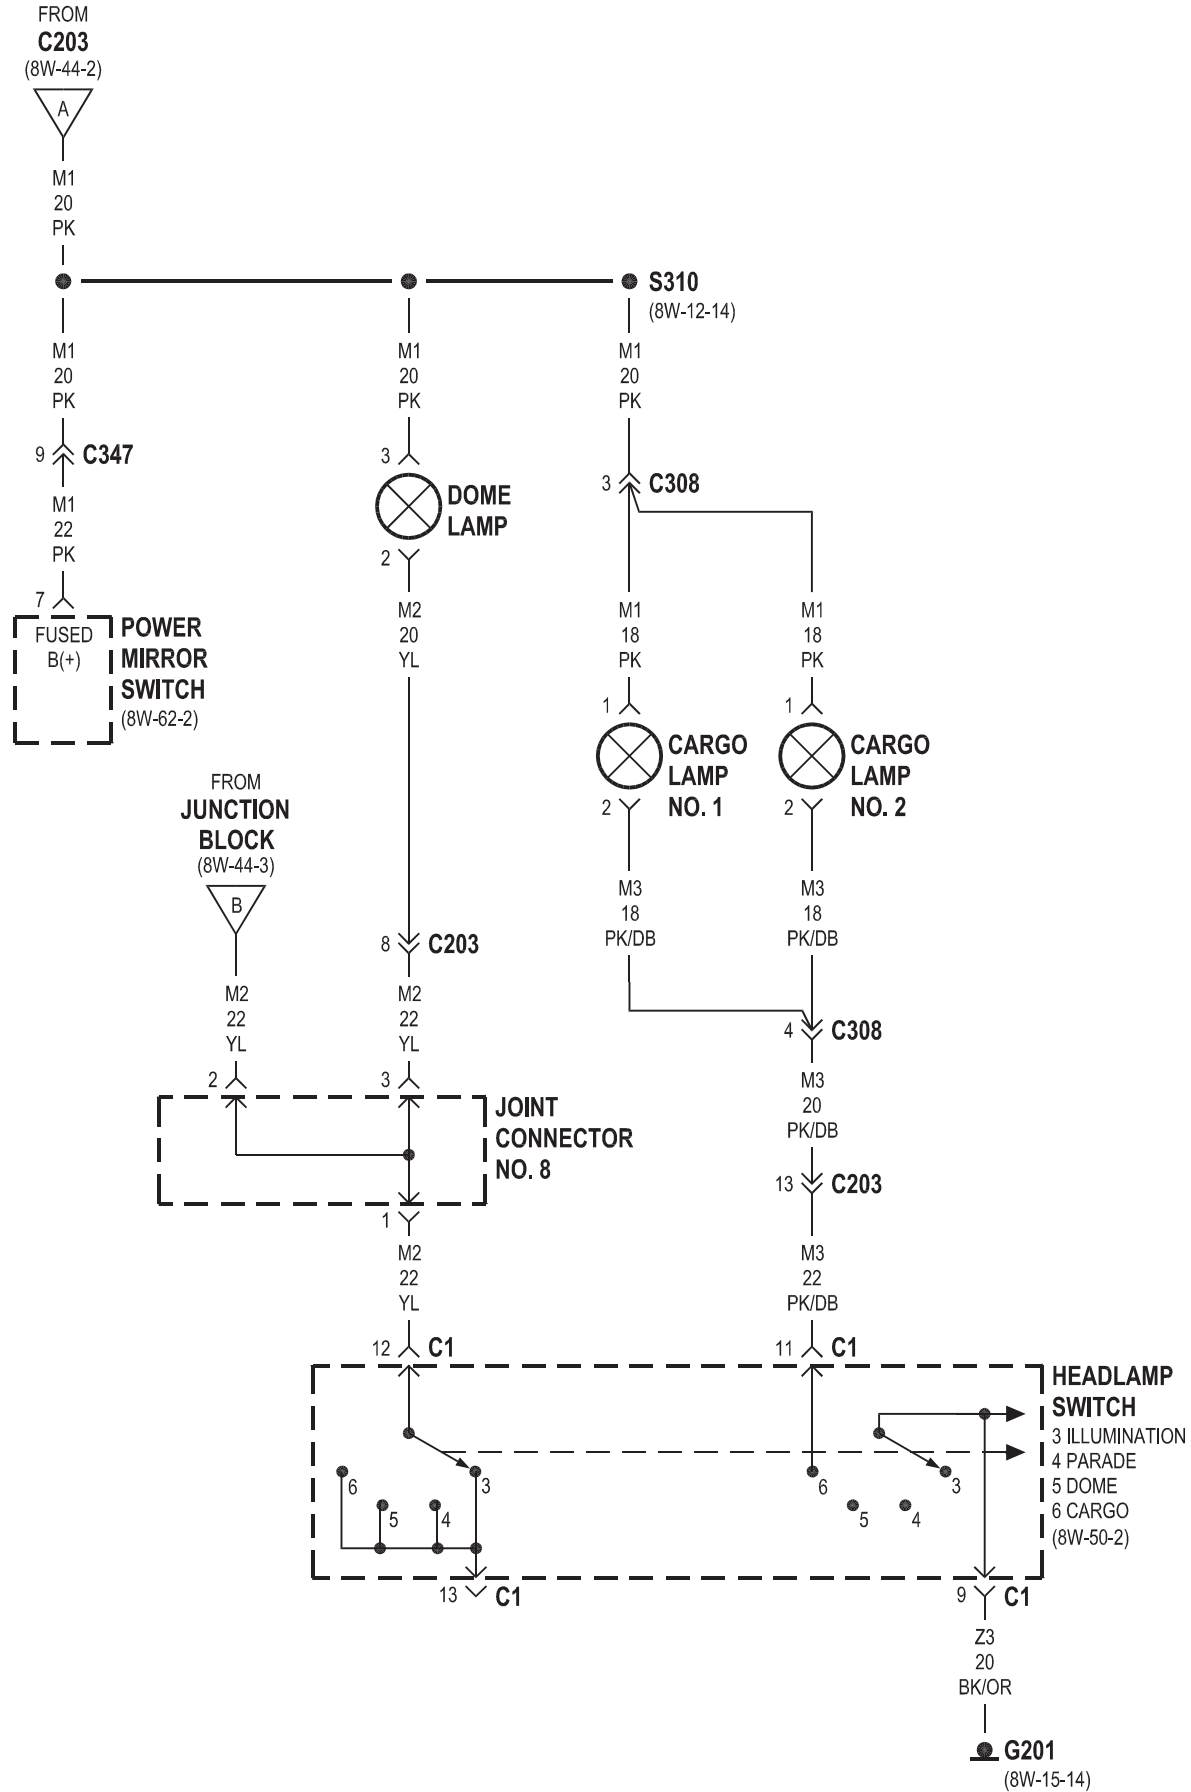 FROM
C203
(8W-44-2)
A
M1
20
PK
S310
(8W-12-14)
M1
20
PK
M1
20
PK
M1
20
PK
9
C347
M1
22
PK
7
FUSED
B(+)
POWER
MIRROR
SWITCH
(8W-62-2)
3
DOME
LAMP
2
M2
20
YL
3
C308
M1
18
PK
M1
18
PK
1
CARGO
LAMP
NO. 1
2
1
CARGO
LAMP
NO. 2
2
M3
18
PK/DB
M3
18
PK/DB
FROM
JUNCTION
BLOCK
(8W-44-3)
B
M2
22
YL
8
C203
M2
22
YL
4
C308
M3
20
PK/DB
2
3
JOINT
CONNECTOR
NO. 8
1
M2
22
YL
13
C203
M3
22
PK/DB
12
C1
11
C1
HEADLAMP
SWITCH
3 ILLUMINATION
4 PARADE
5 DOME
6 CARGO
(8W-50-2)
6
5
4
3
6
5
4
3
13
C1
9
C1
Z3
20
BK/OR
G201
(8W-15-14)